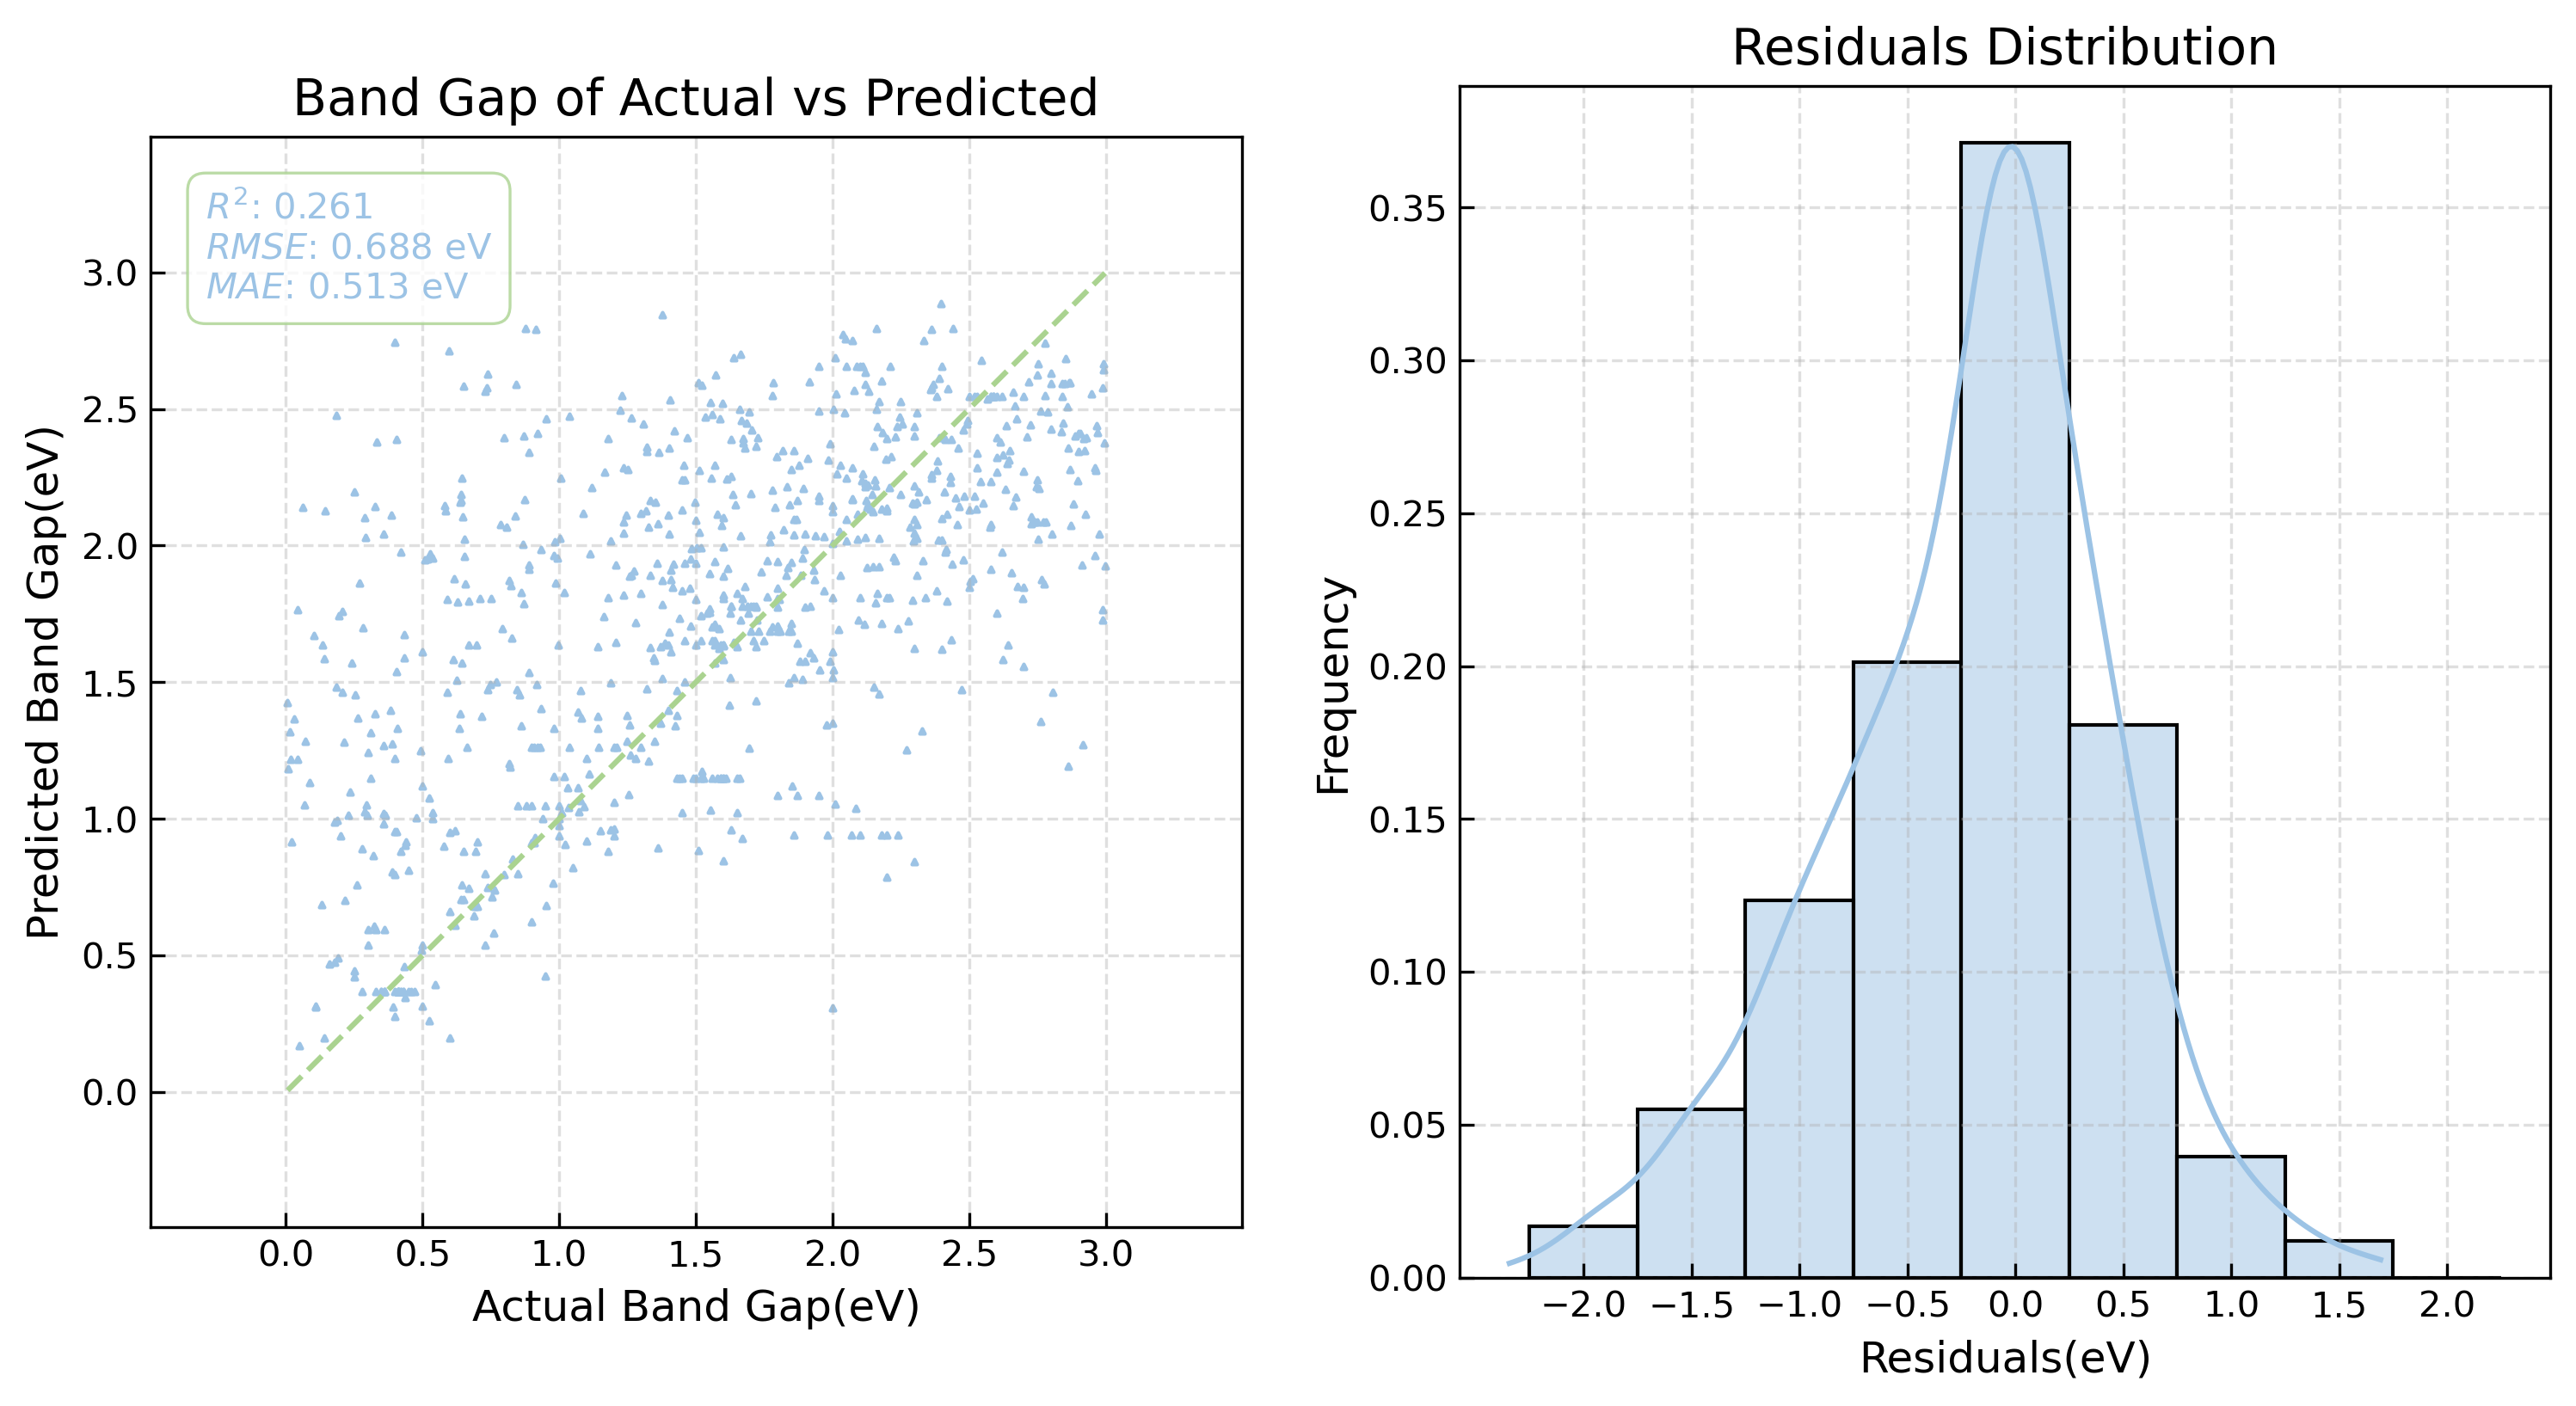 Band Gap of Actual vs Predicted
R²: 0.261
RMSE: 0.688 eV
MAE: 0.513 eV
3.0
2.5
2.0
1.5
1.0
0.5
0.0
Predicted Band Gap(eV)
0.0 0.5 1.0 1.5 2.0 2.5 3.0
Actual Band Gap(eV)
Residuals Distribution
0.35
0.30
0.25
0.20
0.15
0.10
0.05
0.00
Frequency
−2.0 −1.5 −1.0 −0.5 0.0 0.5 1.0 1.5 2.0
Residuals(eV)